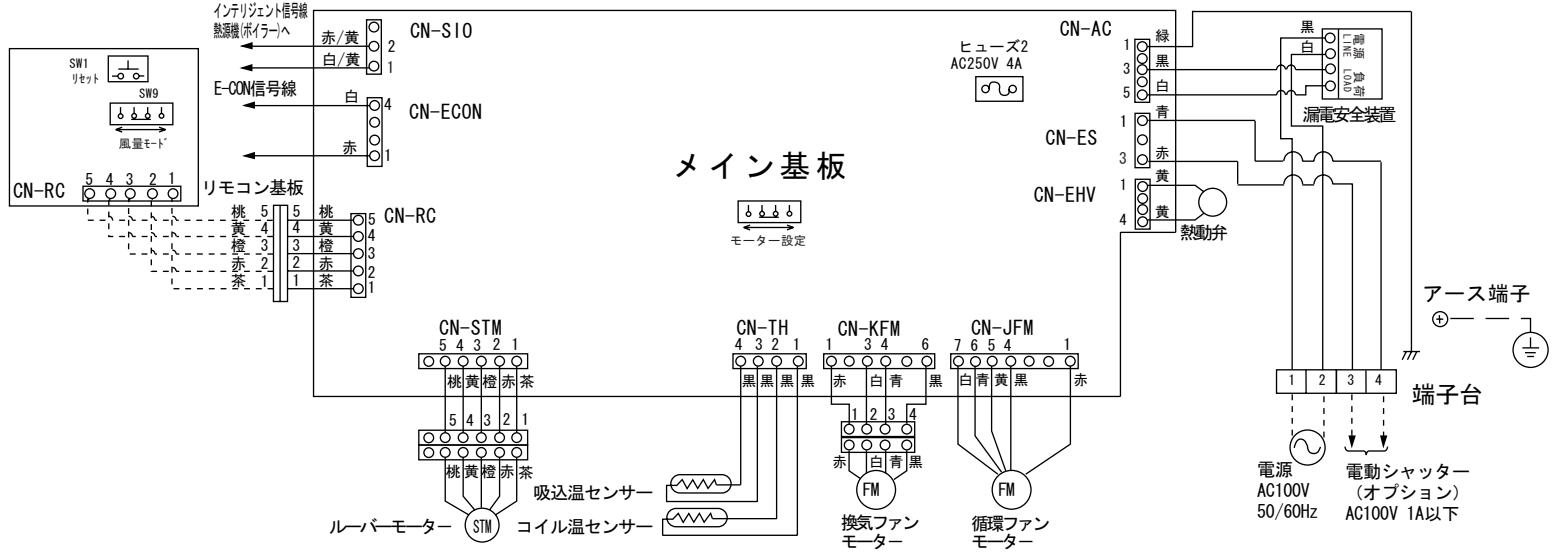 インテリジェント信号線
熱源機(ボイラー)へ
赤/黄
白/黄
2
1
CN-SIO
E-CON信号線
白
赤
4
1
CN-ECON
SW1
リセット
SW9
風量モード
CN-RC
5 4 3 2 1
リモコン基板
桃 5 5 桃 5
黄 4 4 黄 4
橙 3 3 橙 3
赤 2 2 赤 2
茶 1 1 茶 1
CN-RC
メイン基板
モーター設定
ヒューズ2
AC250V 4A
CN-AC
1 緑
3 黒
5 白
CN-ES
1 青
3 赤
CN-EHV
1 黄
4 黄
熱動弁
黒
白
電源
LINE
負荷
LOAD
漏電安全装置
アース端子
1 2 3 4
端子台
電源
AC100V
50/60Hz
電動シャッター
(オプション)
AC100V 1A以下
CN-STM
5 4 3 2 1
桃 黄 橙 赤 茶
5 4 3 2 1
桃 黄 橙 赤 茶
STM
ルーバーモーター
CN-TH
4 3 2 1
黒 黒 黒 黒
吸込温センサー
コイル温センサー
CN-KFM
1 3 4 6
赤 白 青 黒
1 2 3 4
赤 白 青 黒
FM
換気ファン
モーター
CN-JFM
7 6 5 4 1
白 青 黄 黒 赤
FM
循環ファン
モーター